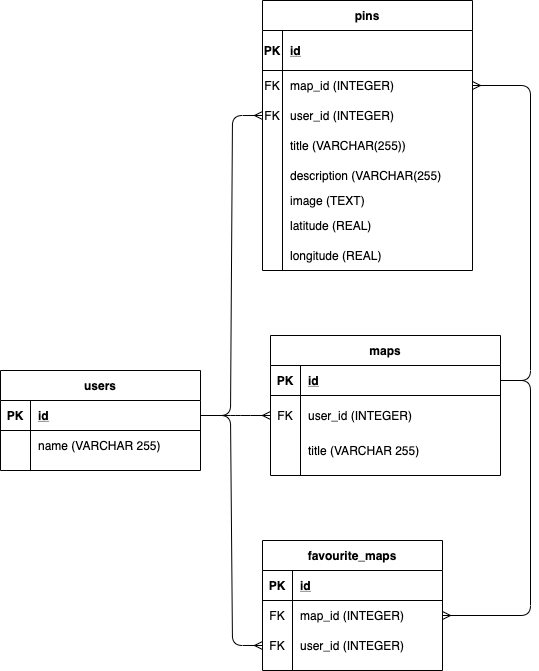 pins
PK id
FK map_id (INTEGER)
FK user_id (INTEGER)
title (VARCHAR(255))
description (VARCHAR(255)
image (TEXT)
latitude (REAL)
longitude (REAL)
maps
PK id
FK user_id (INTEGER)
title (VARCHAR 255)
users
PK id
name (VARCHAR 255)
favourite_maps
PK id
FK map_id (INTEGER)
FK user_id (INTEGER)